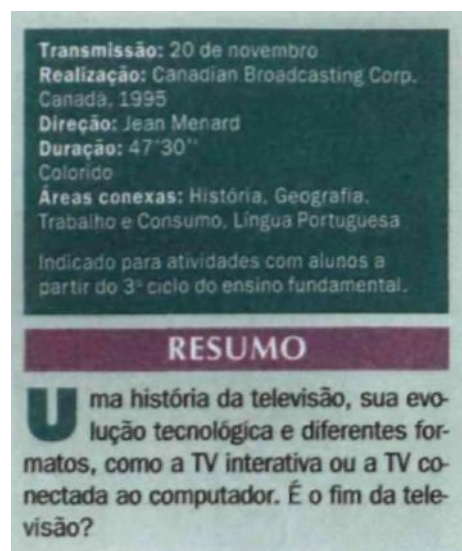 Transmissão: 20 de novembro
Realização: Canadian Broadcasting Corp.
Canadá, 1995
Direção: Jean Menard
Duração: 47'30''
Colorido
Áreas conexas: História, Geografia,
Trabalho e Consumo, Língua Portuguesa
Indicado para atividades com alunos a
partir do 3º ciclo do ensino fundamental.
RESUMO
Uma história da televisão, sua evo-
lução tecnológica e diferentes for-
matos, como a TV interativa ou a TV co-
nectada ao computador. É o fim da tele-
visão?